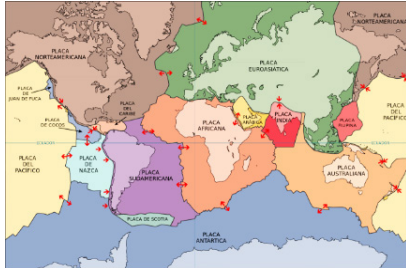 PLACA
NORTEAMERICANA
PLACA
NORTEAMERICANA
PLACA
EUROASIÁTICA
PLACA
DE
JUAN DE FUCA
PLACA
DEL
CARIBE
PLACA
DE COCOS
PLACA
ARÁBIGA
PLACA
INDIA
PLACA
FILIPINA
PLACA
DEL
PACÍFICO
ECUADOR
PLACA
AFRICANA
PLACA
DEL
PACÍFICO
PLACA
DE
NAZCA
PLACA
SUDAMERICANA
PLACA
AUSTRALIANA
PLACA DE SCOTIA
PLACA
ANTÁRTICA